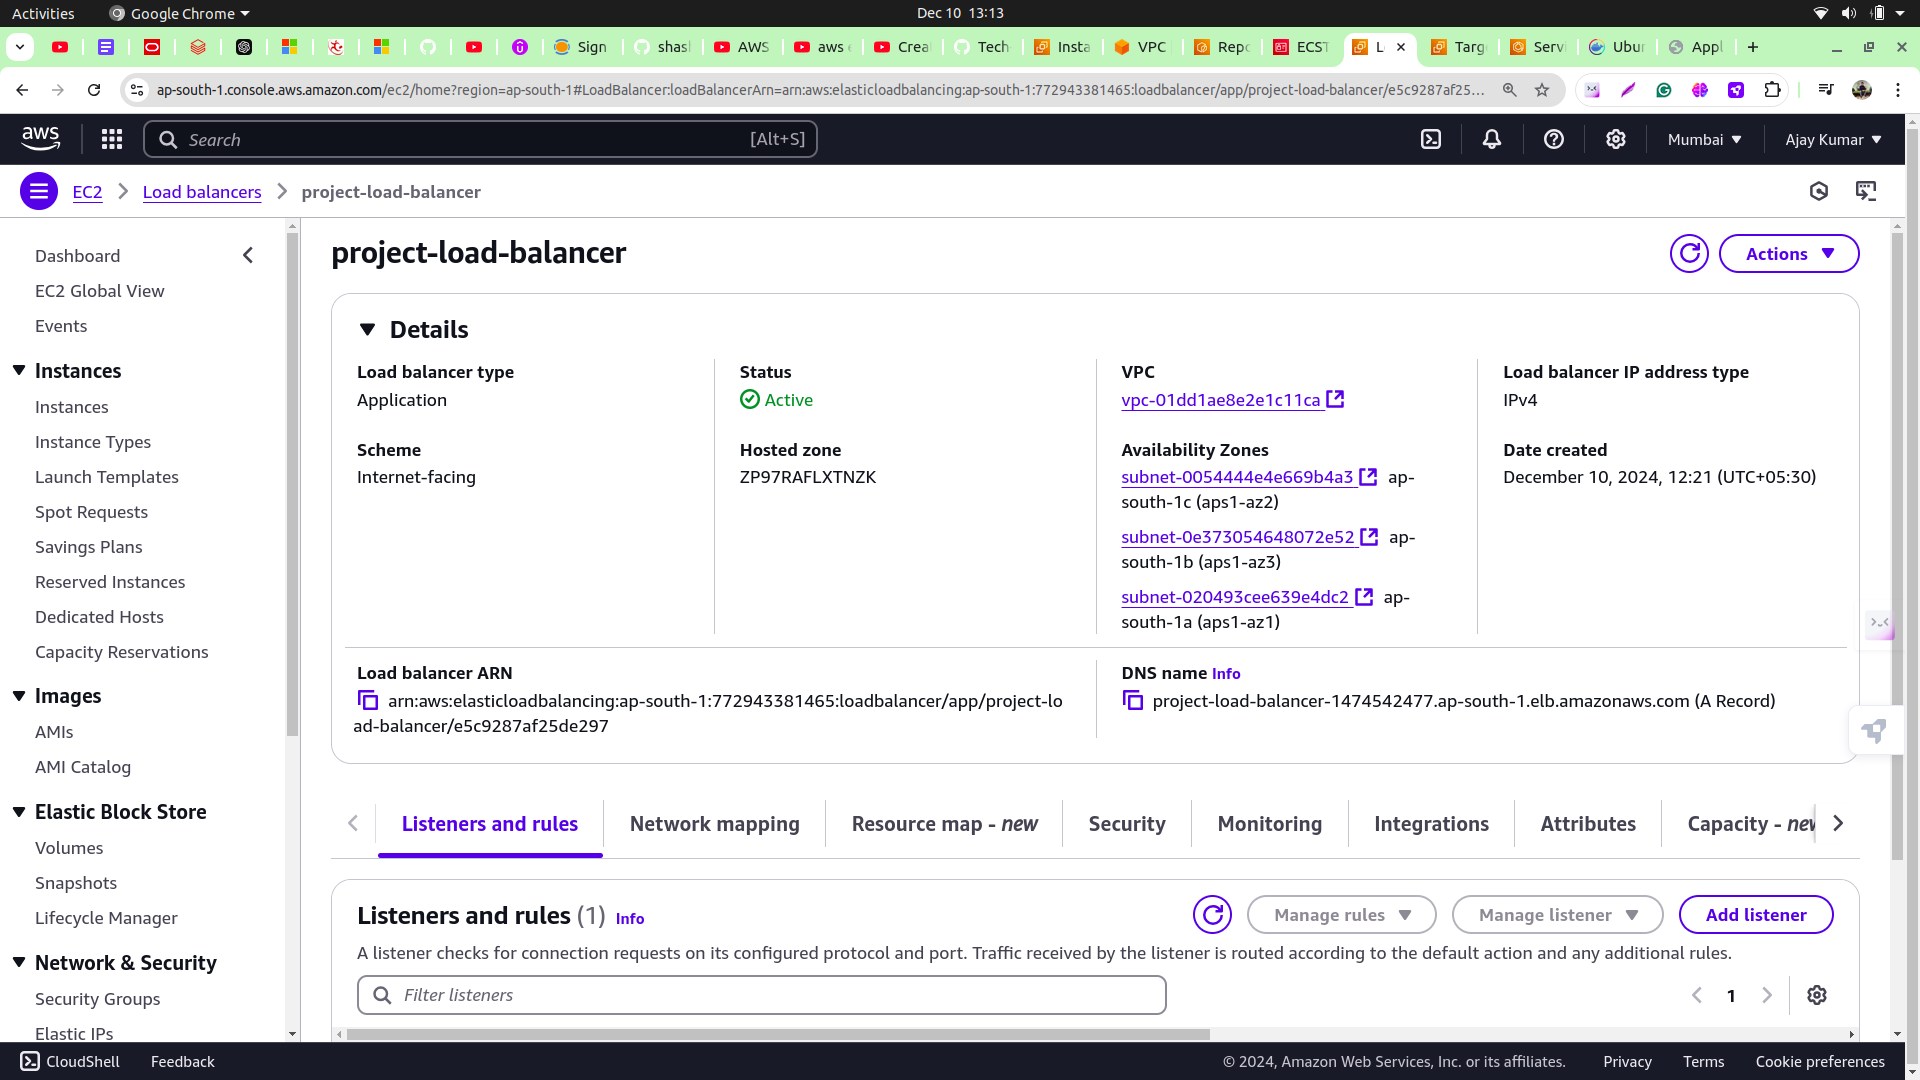 Activities
Google Chrome
Dec 10 13:13
Sign
shas
AWS
aws
Crea
Tech
Insta
VPC
Repo
ECST
L
Targ
Servi
Ubun
Appl
ap-south-1.console.aws.amazon.com/ec2/home?region=ap-south-1#LoadBalancer:loadBalancerArn=arn:aws:elasticloadbalancing:ap-south-1:772943381465:loadbalancer/app/project-load-balancer/e5c9287af25...
aws
Search
[Alt+S]
Mumbai
Ajay Kumar
EC2
Load balancers
project-load-balancer
Dashboard
EC2 Global View
Events
Instances
Instances
Instance Types
Launch Templates
Spot Requests
Savings Plans
Reserved Instances
Dedicated Hosts
Capacity Reservations
Images
AMIs
AMI Catalog
Elastic Block Store
Volumes
Snapshots
Lifecycle Manager
Network & Security
Security Groups
Elastic IPs
project-load-balancer
Actions
Details
Load balancer type
Application
Status
Active
VPC
vpc-01dd1ae8e2e1c11ca
Load balancer IP address type
IPv4
Scheme
Internet-facing
Hosted zone
ZP97RAFLXTNZK
Availability Zones
subnet-0054444e4e669b4a3 ap-
south-1c (aps1-az2)
subnet-0e373054648072e52 ap-
south-1b (aps1-az3)
subnet-020493cee639e4dc2 ap-
south-1a (aps1-az1)
Date created
December 10, 2024, 12:21 (UTC+05:30)
Load balancer ARN
arn:aws:elasticloadbalancing:ap-south-1:772943381465:loadbalancer/app/project-lo
ad-balancer/e5c9287af25de297
DNS name Info
project-load-balancer-1474542477.ap-south-1.elb.amazonaws.com (A Record)
Listeners and rules
Network mapping
Resource map - new
Security
Monitoring
Integrations
Attributes
Capacity - new
Listeners and rules (1) Info
Manage rules
Manage listener
Add listener
A listener checks for connection requests on its configured protocol and port. Traffic received by the listener is routed according to the default action and any additional rules.
Filter listeners
1
CloudShell
Feedback
© 2024, Amazon Web Services, Inc. or its affiliates.
Privacy
Terms
Cookie preferences